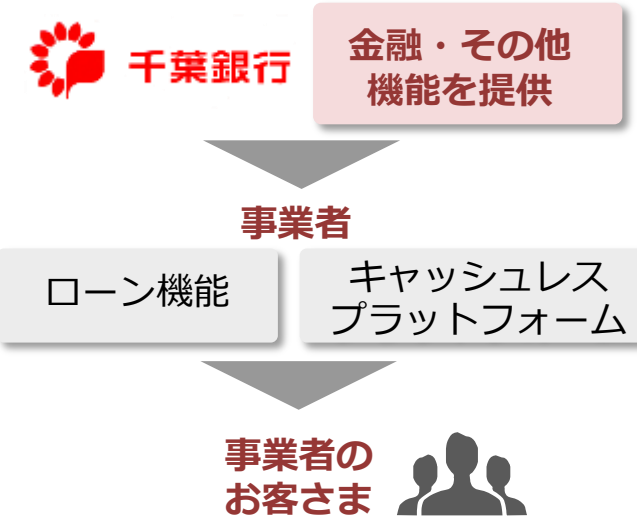 千葉銀行
金融・その他
機能を提供
事業者
ローン機能
キャッシュレス
プラットフォーム
事業者の
お客さま